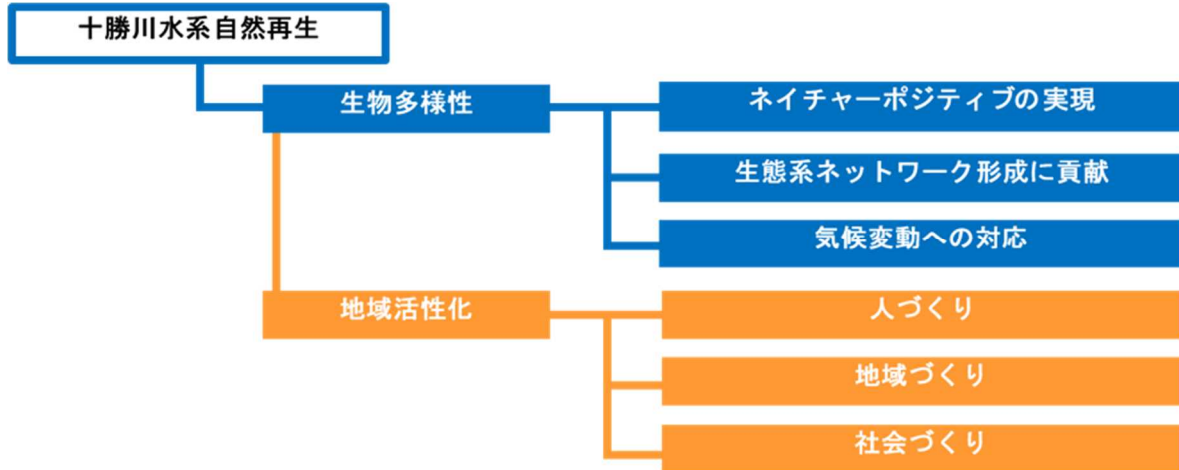 十勝川水系自然再生
生物多様性
ネイチャーポジティブの実現
生態系ネットワーク形成に貢献
気候変動への対応
地域活性化
人づくり
地域づくり
社会づくり